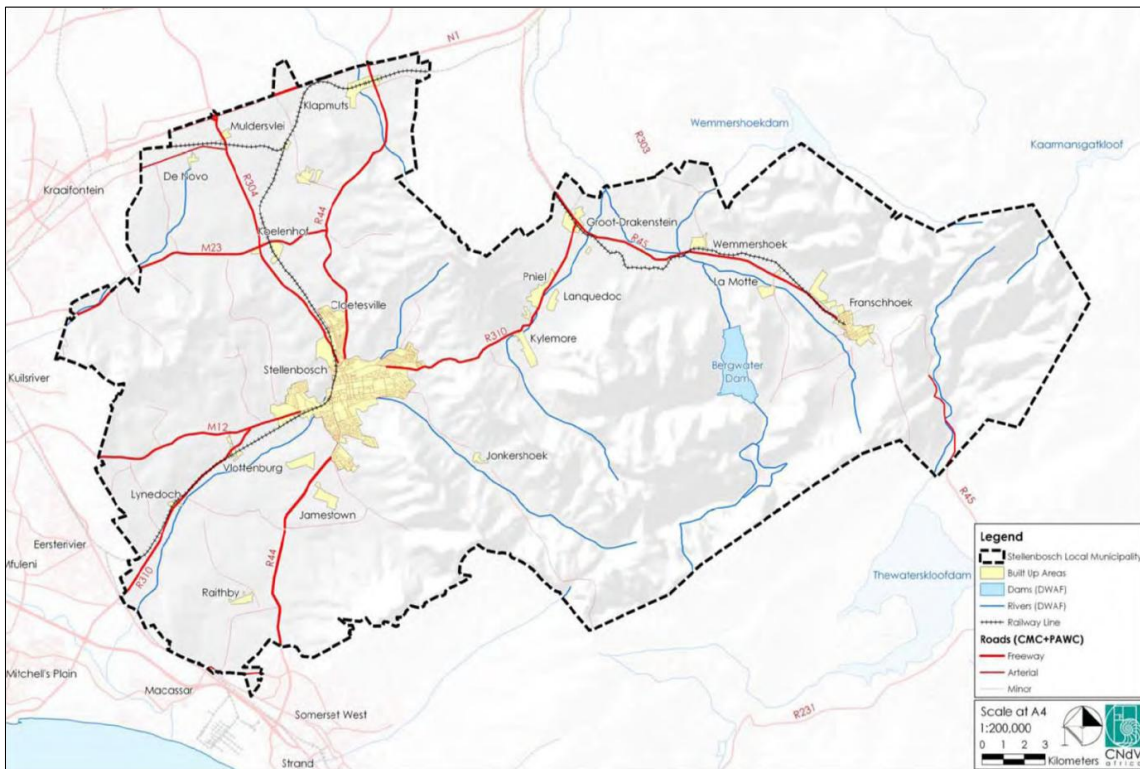 N1
Klapmuts
Muldersvlei
Wemmershoekdam
R303
Kaarmansgatkloof
De Novo
Kraaifontein
R304
R44
Groot-Drakenstein
Koelenhof
R45
Wemmershoek
M23
Pniel
Lanquedoc
La Motte
Franschhoek
Cloetesville
R310
Kylemore
Stellenbosch
Bergwater
Dam
Kuilsriver
M12
Vlottenburg
Jonkershoek
Lynedoch
Jamestown
R45
Eersterivier
Mfuleni
R310
R44
Raithby
Thewaterskloofdam
Mitchell's Plain
Macassar
Somerset West
R231
Strand
Legend
Stellenbosch Local Municipality
Built Up Areas
Dams (DWAF)
Rivers (DWAF)
Railway Line
Roads (CMC+PAWC)
Freeway
Arterial
Minor
Scale at A4
1:200,000
0 1 2 3
Kilometers
CNdV
africa